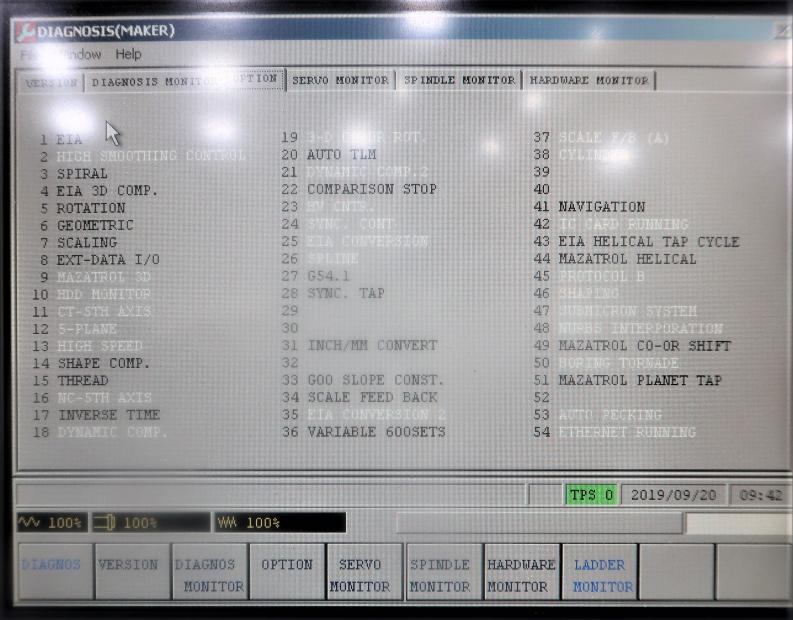 DIAGNOSIS(MAKER)
Window Help
VERSION DIAGNOSIS MONITOR OPTION SERVO MONITOR SPINDLE MONITOR HARDWARE MONITOR
1 EIA
2 HIGH SMOOTHING CONTROL
3 SPIRAL
4 EIA 3D COMP.
5 ROTATION
6 GEOMETRIC
7 SCALING
8 EXT-DATA I/O
9 MAZATROL 3D
10 HDD MONITOR
11 CT-5TH AXIS
12 5-PLANE
13 HIGH SPEED
14 SHAPE COMP.
15 THREAD
16 NC-5TH AXIS
17 INVERSE TIME
18 DYNAMIC COMP.
19 3-D COOR ROT.
20 AUTO TLM
21 DYNAMIC COMP.2
22 COMPARISON STOP
23 HV CNTR.
24 SYNC. CONT
25 EIA CONVERSION
26 SPLINE
27 G54.1
28 SYNC. TAP
29
30
31 INCH/MM CONVERT
32
33 G00 SLOPE CONST.
34 SCALE FEED BACK
35 EIA CONVERSION 2
36 VARIABLE 600SETS
37 SCALE F/B (A)
38 CYLINDER
39
40
41 NAVIGATION
42 IC CARD RUNNING
43 EIA HELICAL TAP CYCLE
44 MAZATROL HELICAL
45 PROTOCOL B
46 SHAPING
47 SUBMICRON SYSTEM
48 NURBS INTERPORATION
49 MAZATROL CO-OR SHIFT
50 BORING TORNADE
51 MAZATROL PLANET TAP
52
53 AUTO PECKING
54 ETHERNET RUNNING
TPS 0 2019/09/20 09:42
100% 100% 100%
DIAGNOS VERSION DIAGNOS MONITOR OPTION SERVO MONITOR SPINDLE MONITOR HARDWARE MONITOR LADDER MONITOR